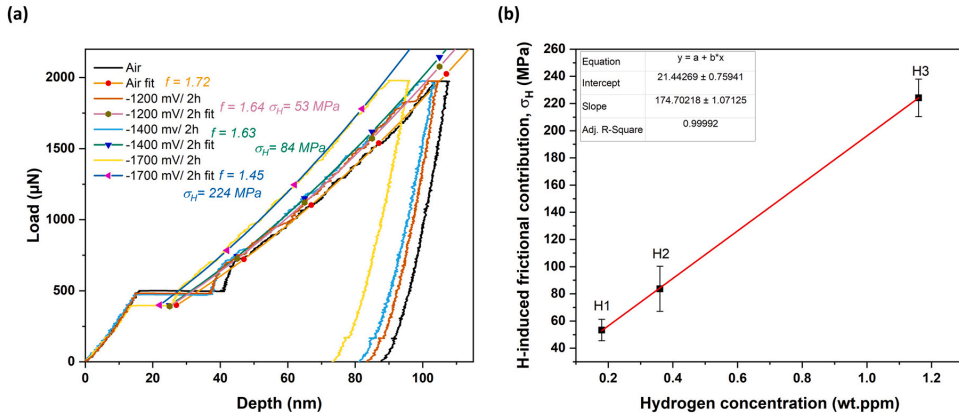 (a)
2000
1500
1000
500
0
0
20
40
60
80
100
Load (µN)
Depth (nm)
Air
Air fit f = 1.72
-1200 mV/ 2h
-1200 mV/ 2h fit f = 1.64 σH= 53 MPa
-1400 mV/ 2h f = 1.63
-1400 mV/ 2h fit σH= 84 MPa
-1700 mV/ 2h
-1700 mV/ 2h fit f = 1.45
σH= 224 MPa
(b)
H-induced frictional contribution, σH (MPa)
260
240
220
200
180
160
140
120
100
80
60
40
0.2
0.4
0.6
0.8
1.0
1.2
Hydrogen concentration (wt.ppm)
Equation y = a + b*x
Intercept 21.44269 ± 0.75941
Slope 174.70218 ± 1.07125
Adj. R-Square 0.99992
H1
H2
H3